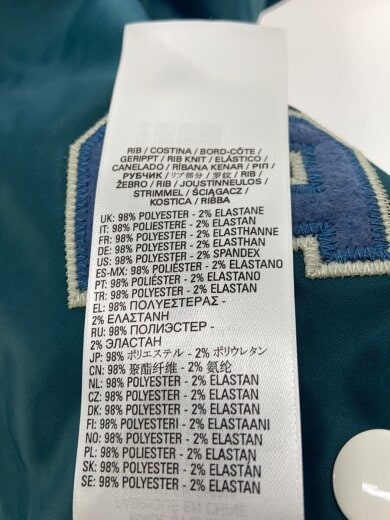 RIB / COSTINA / BORD-CÔTE /
GERIPPT / RIB KNIT / ELÁSTICO /
CANELADO / RİBANA KENAR / ΡΙΠ /
РУБЧИК / リブ部分 / 罗纹 / RIB /
ŽEBRO / RIB / JOUSTINNEULOS /
STRIMMEL / ŚCIĄGACZ /
KOSTICA / RIBBA
UK: 98% POLYESTER - 2% ELASTANE
IT: 98% POLIESTERE - 2% ELASTAN
FR: 98% POLYESTER - 2% ELASTHANNE
DE: 98% POLYESTER - 2% ELASTHAN
US: 98% POLYESTER - 2% SPANDEX
ES-MX: 98% POLIÉSTER - 2% ELASTANO
PT: 98% POLIÉSTER - 2% ELASTANO
TR: 98% POLYESTER - 2% ELASTAN
EL: 98% ΠΟΛΥΕΣΤΕΡΑΣ -
2% ΕΛΑΣΤΑΝΗ
RU: 98% ПОЛИЭСТЕР -
2% ЭЛАСТАН
JP: 98% ポリエステル - 2% ポリウレタン
CN: 98% 聚酯纤维 - 2% 氨纶
NL: 98% POLYESTER - 2% ELASTAN
CZ: 98% POLYESTER - 2% ELASTAN
DK: 98% POLYESTER - 2% ELASTAN
FI: 98% POLYESTERI - 2% ELASTAANI
NO: 98% POLYESTER - 2% ELASTAN
PL: 98% POLIESTER - 2% ELASTAN
SK: 98% POLYESTER - 2% ELASTAN
SE: 98% POLYESTER - 2% ELASTAN